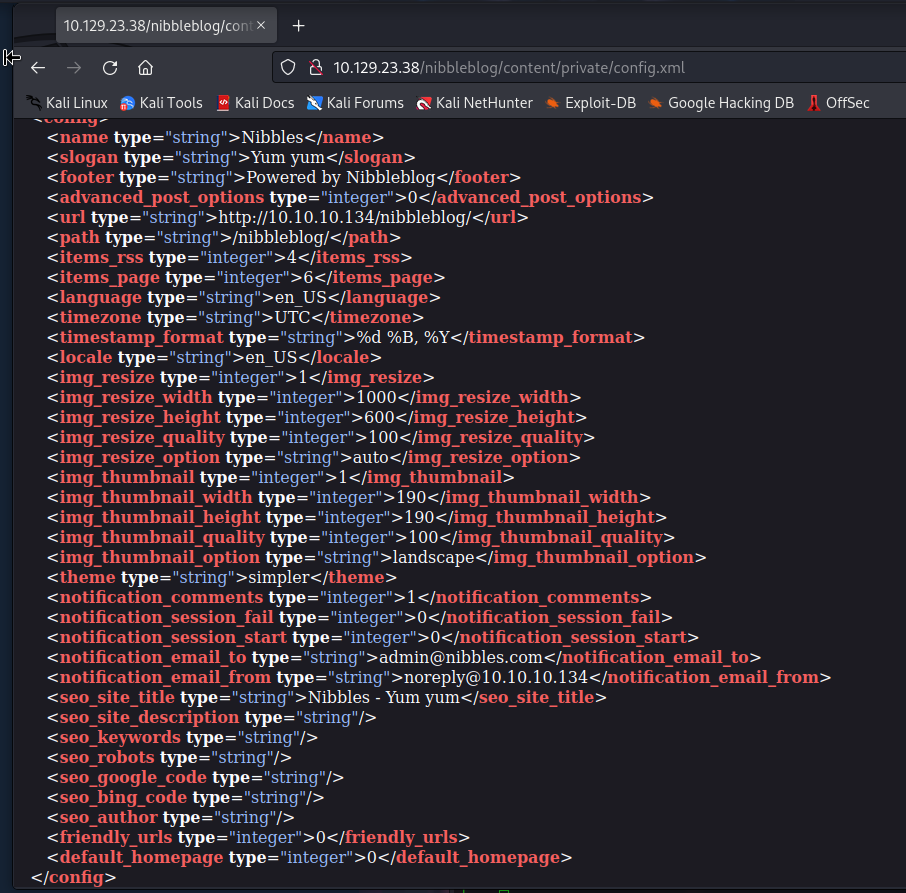 10.129.23.38/nibbleblog/cont
10.129.23.38/nibbleblog/content/private/config.xml
Kali Linux Kali Tools Kali Docs Kali Forums Kali NetHunter Exploit-DB Google Hacking DB OffSec
<config>
<name type="string">Nibbles</name>
<slogan type="string">Yum yum</slogan>
<footer type="string">Powered by Nibbleblog</footer>
<advanced_post_options type="integer">0</advanced_post_options>
<url type="string">http://10.10.10.134/nibbleblog/</url>
<path type="string">/nibbleblog/</path>
<items_rss type="integer">4</items_rss>
<items_page type="integer">6</items_page>
<language type="string">en_US</language>
<timezone type="string">UTC</timezone>
<timestamp_format type="string">%d %B, %Y</timestamp_format>
<locale type="string">en_US</locale>
<img_resize type="integer">1</img_resize>
<img_resize_width type="integer">1000</img_resize_width>
<img_resize_height type="integer">600</img_resize_height>
<img_resize_quality type="integer">100</img_resize_quality>
<img_resize_option type="string">auto</img_resize_option>
<img_thumbnail type="integer">1</img_thumbnail>
<img_thumbnail_width type="integer">190</img_thumbnail_width>
<img_thumbnail_height type="integer">190</img_thumbnail_height>
<img_thumbnail_quality type="integer">100</img_thumbnail_quality>
<img_thumbnail_option type="string">landscape</img_thumbnail_option>
<theme type="string">simpler</theme>
<notification_comments type="integer">1</notification_comments>
<notification_session_fail type="integer">0</notification_session_fail>
<notification_session_start type="integer">0</notification_session_start>
<notification_email_to type="string">admin@nibbles.com</notification_email_to>
<notification_email_from type="string">noreply@10.10.10.134</notification_email_from>
<seo_site_title type="string">Nibbles - Yum yum</seo_site_title>
<seo_site_description type="string"/>
<seo_keywords type="string"/>
<seo_robots type="string"/>
<seo_google_code type="string"/>
<seo_bing_code type="string"/>
<seo_author type="string"/>
<friendly_urls type="integer">0</friendly_urls>
<default_homepage type="integer">0</default_homepage>
</config>